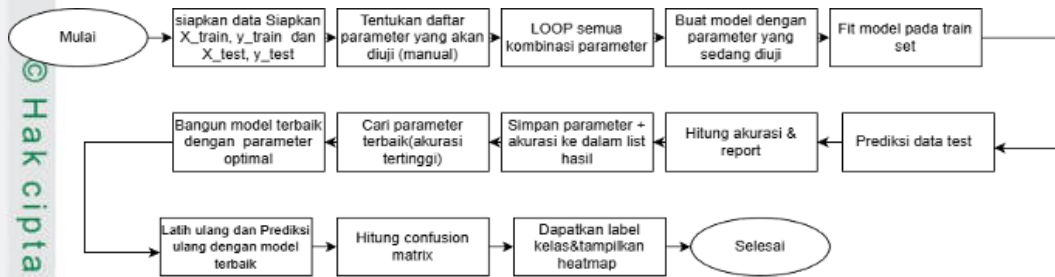 Mulai
siapkan data Siapkan
X_train, y_train dan
X_test, y_test
Tentukan daftar
parameter yang akan
diuji (manual)
LOOP semua
kombinasi parameter
Buat model dengan
parameter yang
sedang diuji
Fit model pada train
set
Prediksi data test
Hitung akurasi &
report
Simpan parameter +
akurasi ke dalam list
hasil
Cari parameter
terbaik(akurasi
tertinggi)
Bangun model terbaik
dengan parameter
optimal
Latih ulang dan Prediksi
ulang dengan model
terbaik
Hitung confusion
matrix
Dapatkan label
kelas&tampilkan
heatmap
Selesai
© Hak cipta